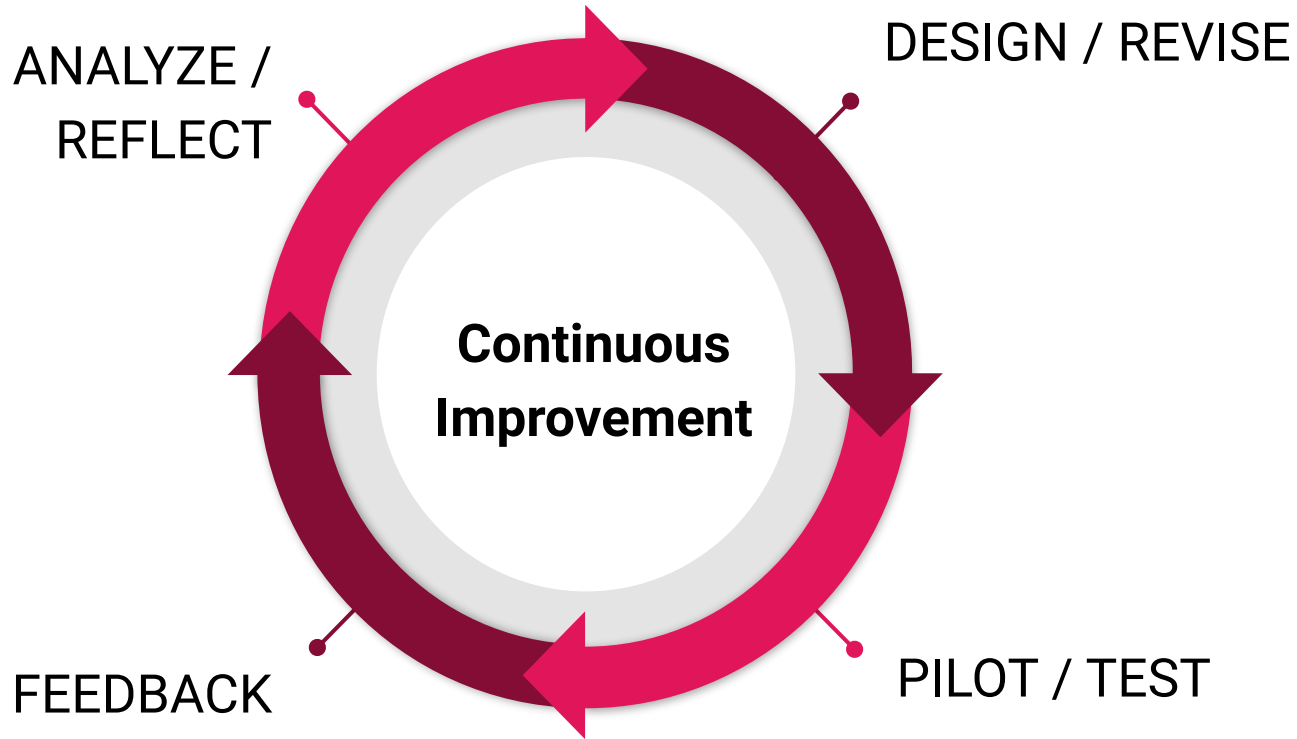 ANALYZE /
REFLECT
DESIGN / REVISE
Continuous
Improvement
FEEDBACK
PILOT / TEST